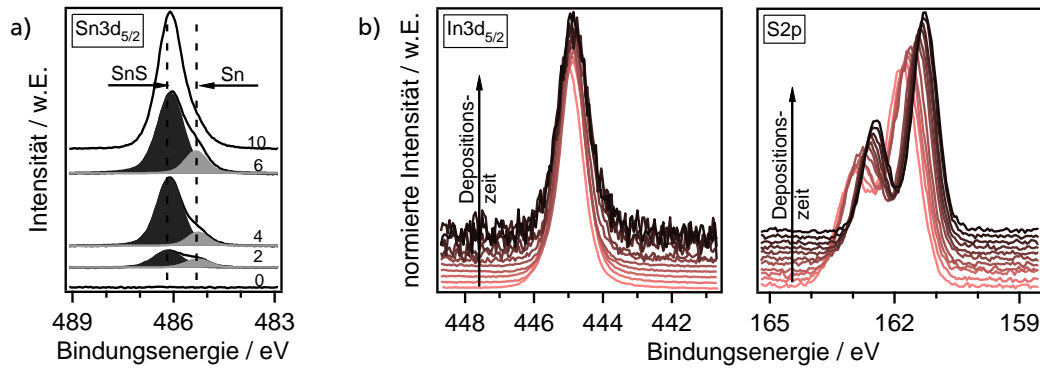 a)
Sn3d5/2
SnS
Sn
10
6
4
2
0
Intensität / w.E.
489
486
483
Bindungsenergie / eV
b)
In3d5/2
S2p
Depositions-
zeit
Depositions-
zeit
normierte Intensität / w.E.
448
446
444
442
165
162
159
Bindungsenergie / eV